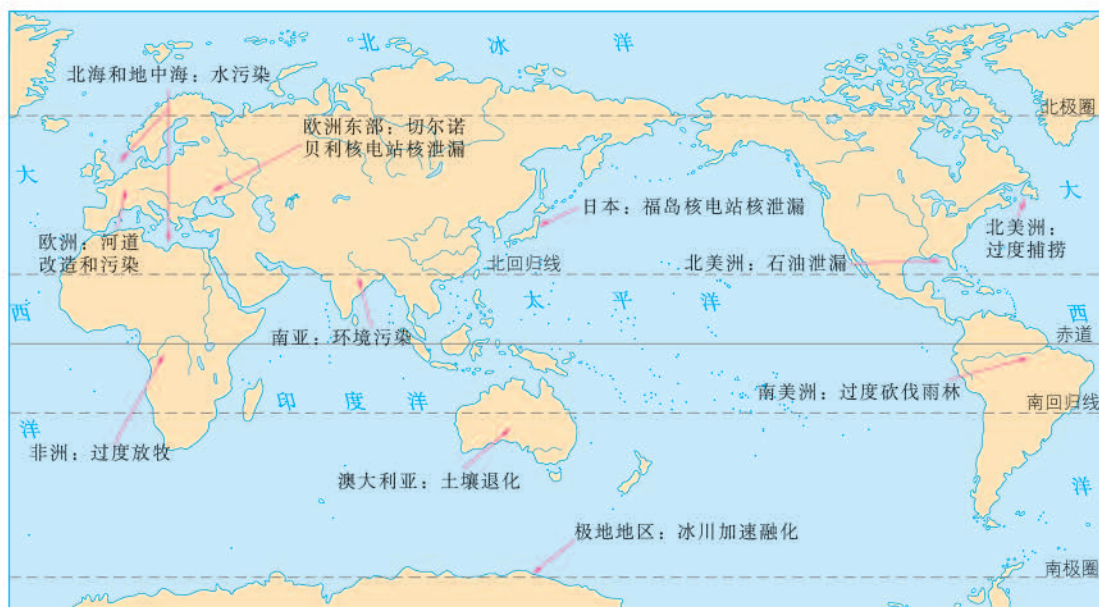 北冰洋
北海和地中海：水污染
北极圈
欧洲东部：切尔诺
贝利核电站核泄漏
大
大
日本：福岛核电站核泄漏
北美洲：
过度捕捞
欧洲：河道
改造和污染
北回归线
北美洲：石油泄漏
太平洋
西
西
南亚：环境污染
赤道
南美洲：过度砍伐雨林
印度洋
南回归线
洋
非洲：过度放牧
澳大利亚：土壤退化
洋
极地地区：冰川加速融化
南极圈